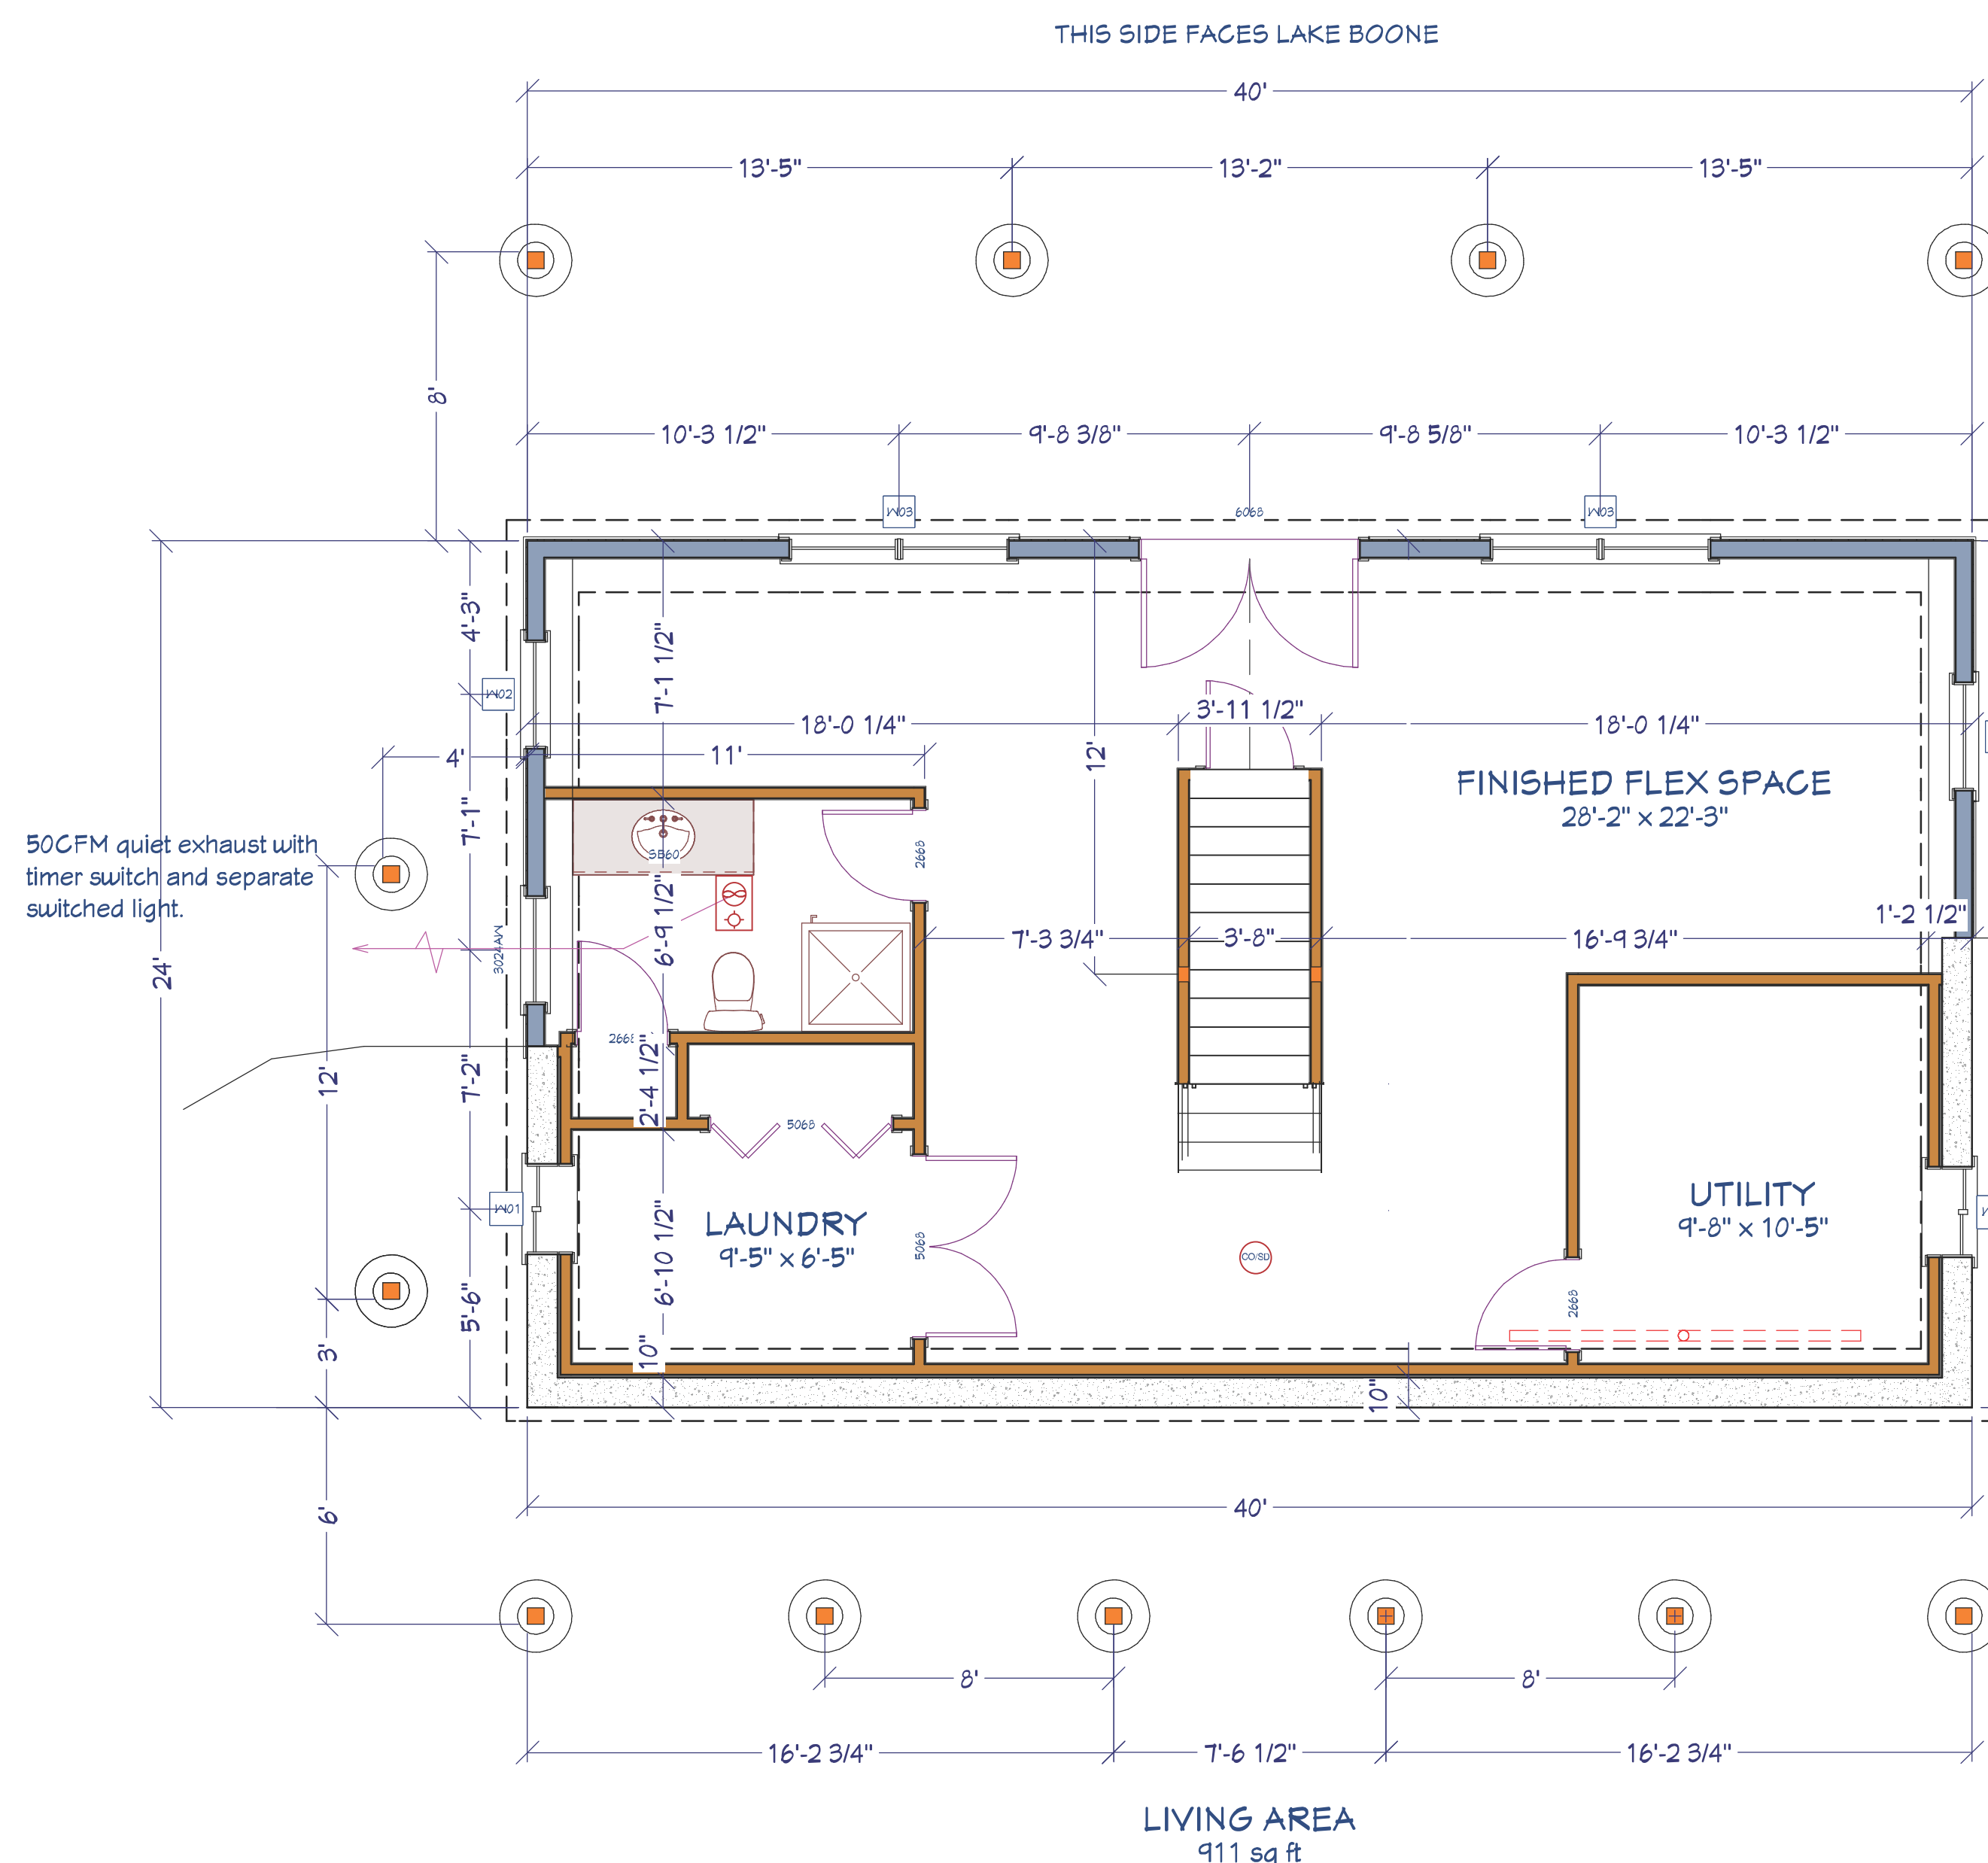 THIS SIDE FACES LAKE BOONE
40'
13'-5"
13'-2"
13'-5"
8'
10'-3 1/2"
9'-8 3/8"
9'-8 5/8"
10'-3 1/2"
W03
6068
W03
4'-3"
7'-1 1/2"
W02
18'-0 1/4"
3'-11 1/2"
18'-0 1/4"
4'
11'
12'
FINISHED FLEX SPACE
28'-2" x 22'-3"
7'-1"
50CFM quiet exhaust with
timer switch and separate
switched light.
SB60
2668
6'-9 1/2"
1'-2 1/2"
3024AW
7'-3 3/4"
3'-8"
16'-9 3/4"
24'
2668
12'
7'-2"
2'-4 1/2"
5068
W01
LAUNDRY
9'-5" x 6'-5"
UTILITY
9'-8" x 10'-5"
5068
CO/SD
6'-10 1/2"
5'-6"
2668
3'
10"
10"
6'
40'
8'
8'
16'-2 3/4"
7'-6 1/2"
16'-2 3/4"
LIVING AREA
911 sq ft